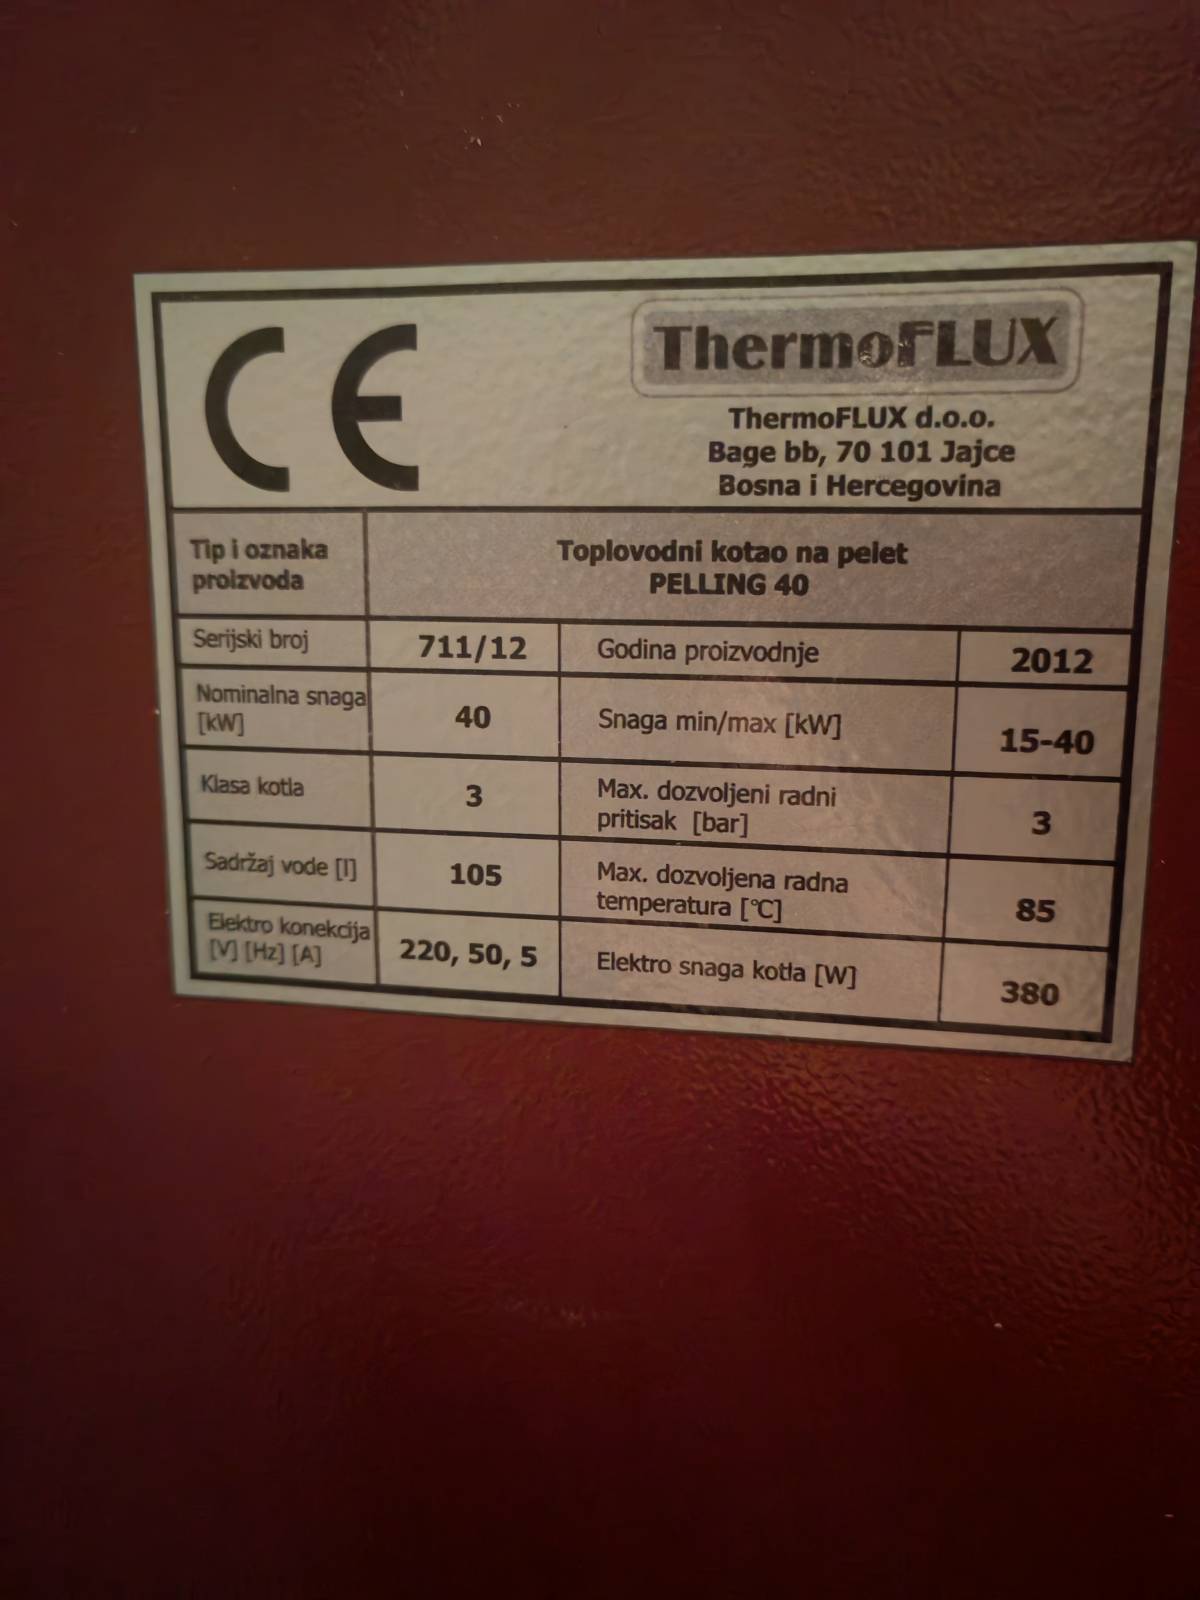 CE
ThermoFLUX
ThermoFLUX d.o.o.
Bage bb, 70 101 Jajce
Bosna i Hercegovina
Tip i oznaka
proizvoda
Toplovodni kotao na pelet
PELLING 40
Serijski broj
711/12
Godina proizvodnje
2012
Nominalna snaga
[kW]
40
Snaga min/max [kW]
15-40
Klasa kotla
3
Max. dozvoljeni radni
pritisak [bar]
3
Sadržaj vode [l]
105
Max. dozvoljena radna
temperatura [°C]
85
Elektro konekcija
[V] [Hz] [A]
220, 50, 5
Elektro snaga kotla [W]
380